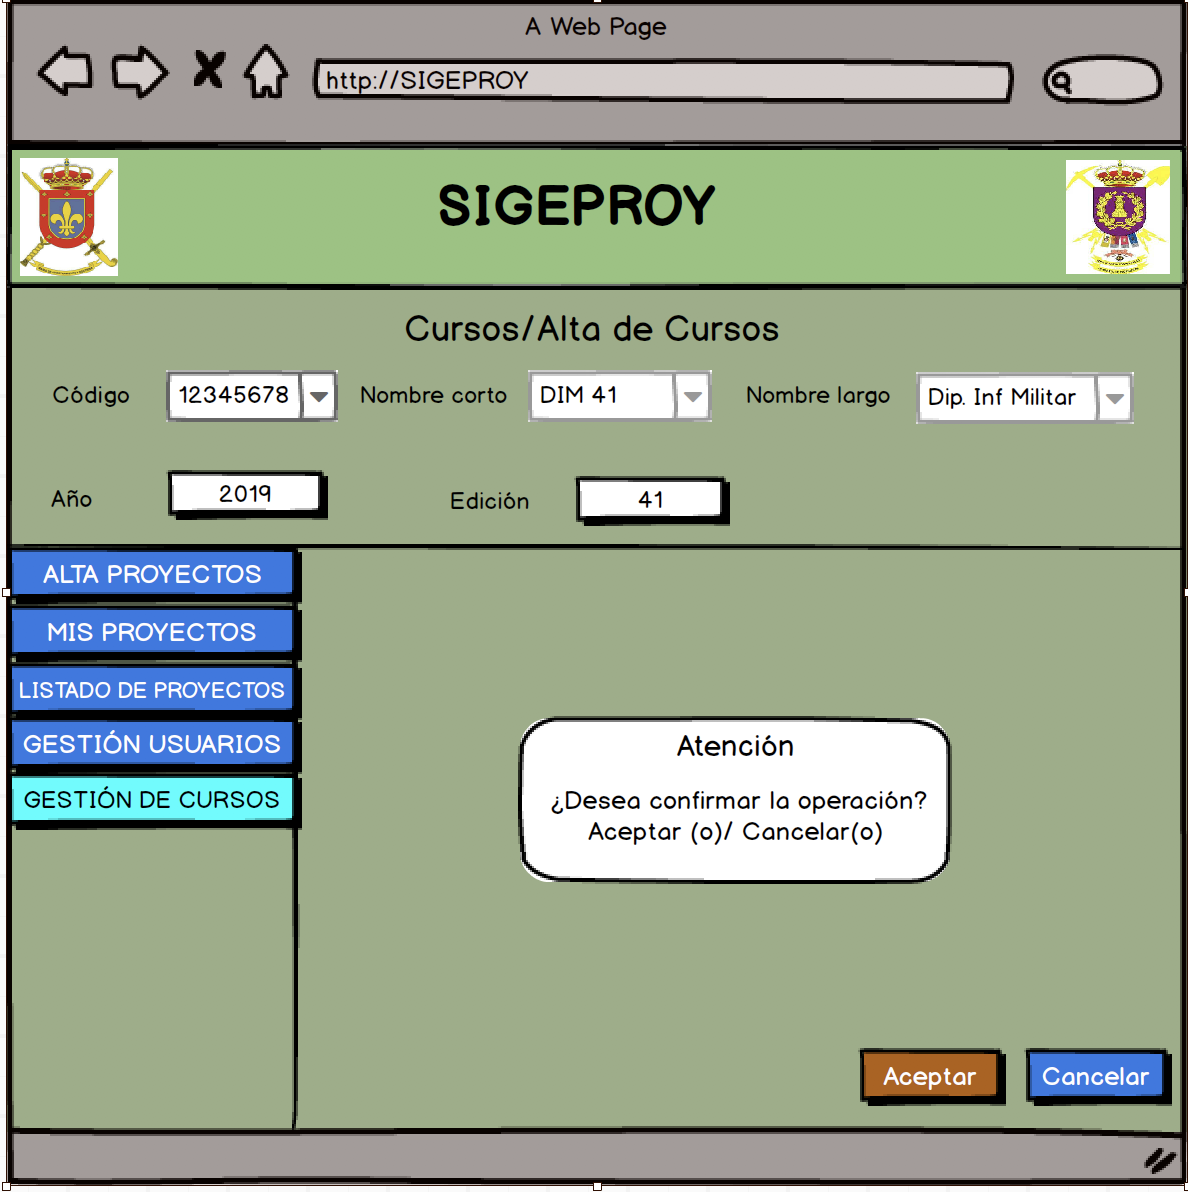 A Web Page
http://SIGEPROY
SIGEPROY
Cursos/Alta de Cursos
Código 12345678 Nombre corto DIM 41 Nombre largo Dip. Inf Militar
Año 2019 Edición 41
ALTA PROYECTOS
MIS PROYECTOS
LISTADO DE PROYECTOS
GESTIÓN USUARIOS
GESTIÓN DE CURSOS
Atención
¿Desea confirmar la operación?
Aceptar (o)/ Cancelar(o)
Aceptar Cancelar